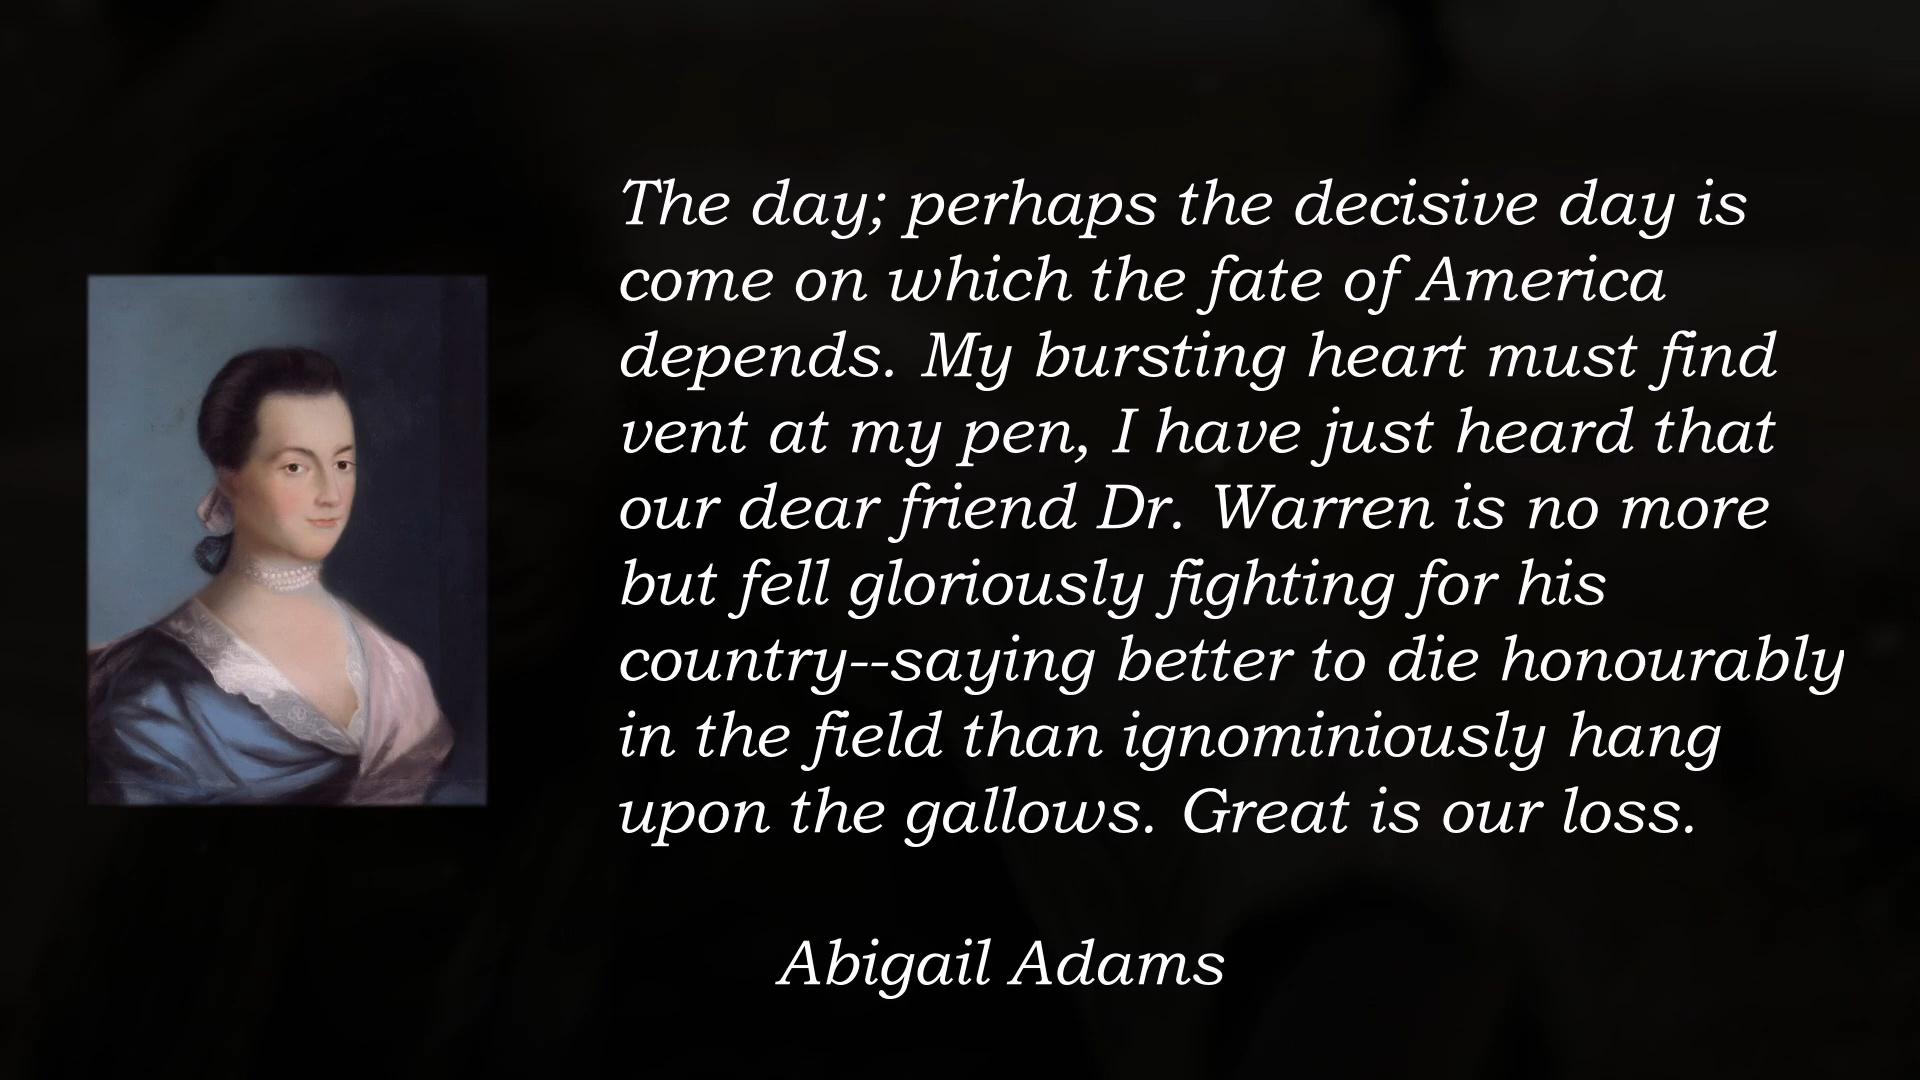 The day; perhaps the decisive day is
come on which the fate of America
depends. My bursting heart must find
vent at my pen, I have just heard that
our dear friend Dr. Warren is no more
but fell gloriously fighting for his
country--saying better to die honourably
in the field than ignominiously hang
upon the gallows. Great is our loss.
Abigail Adams